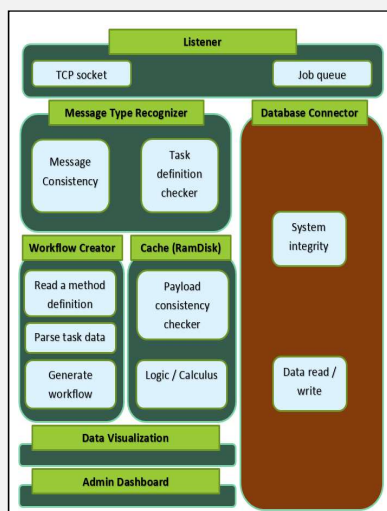 Listener
TCP socket
Job queue
Message Type Recognizer
Message
Consistency
Task
definition
checker
Database Connector
System
integrity
Data read /
write
Workflow Creator
Read a method
definition
Parse task data
Generate
workflow
Cache (RamDisk)
Payload
consistency
checker
Logic / Calculus
Data Visualization
Admin Dashboard